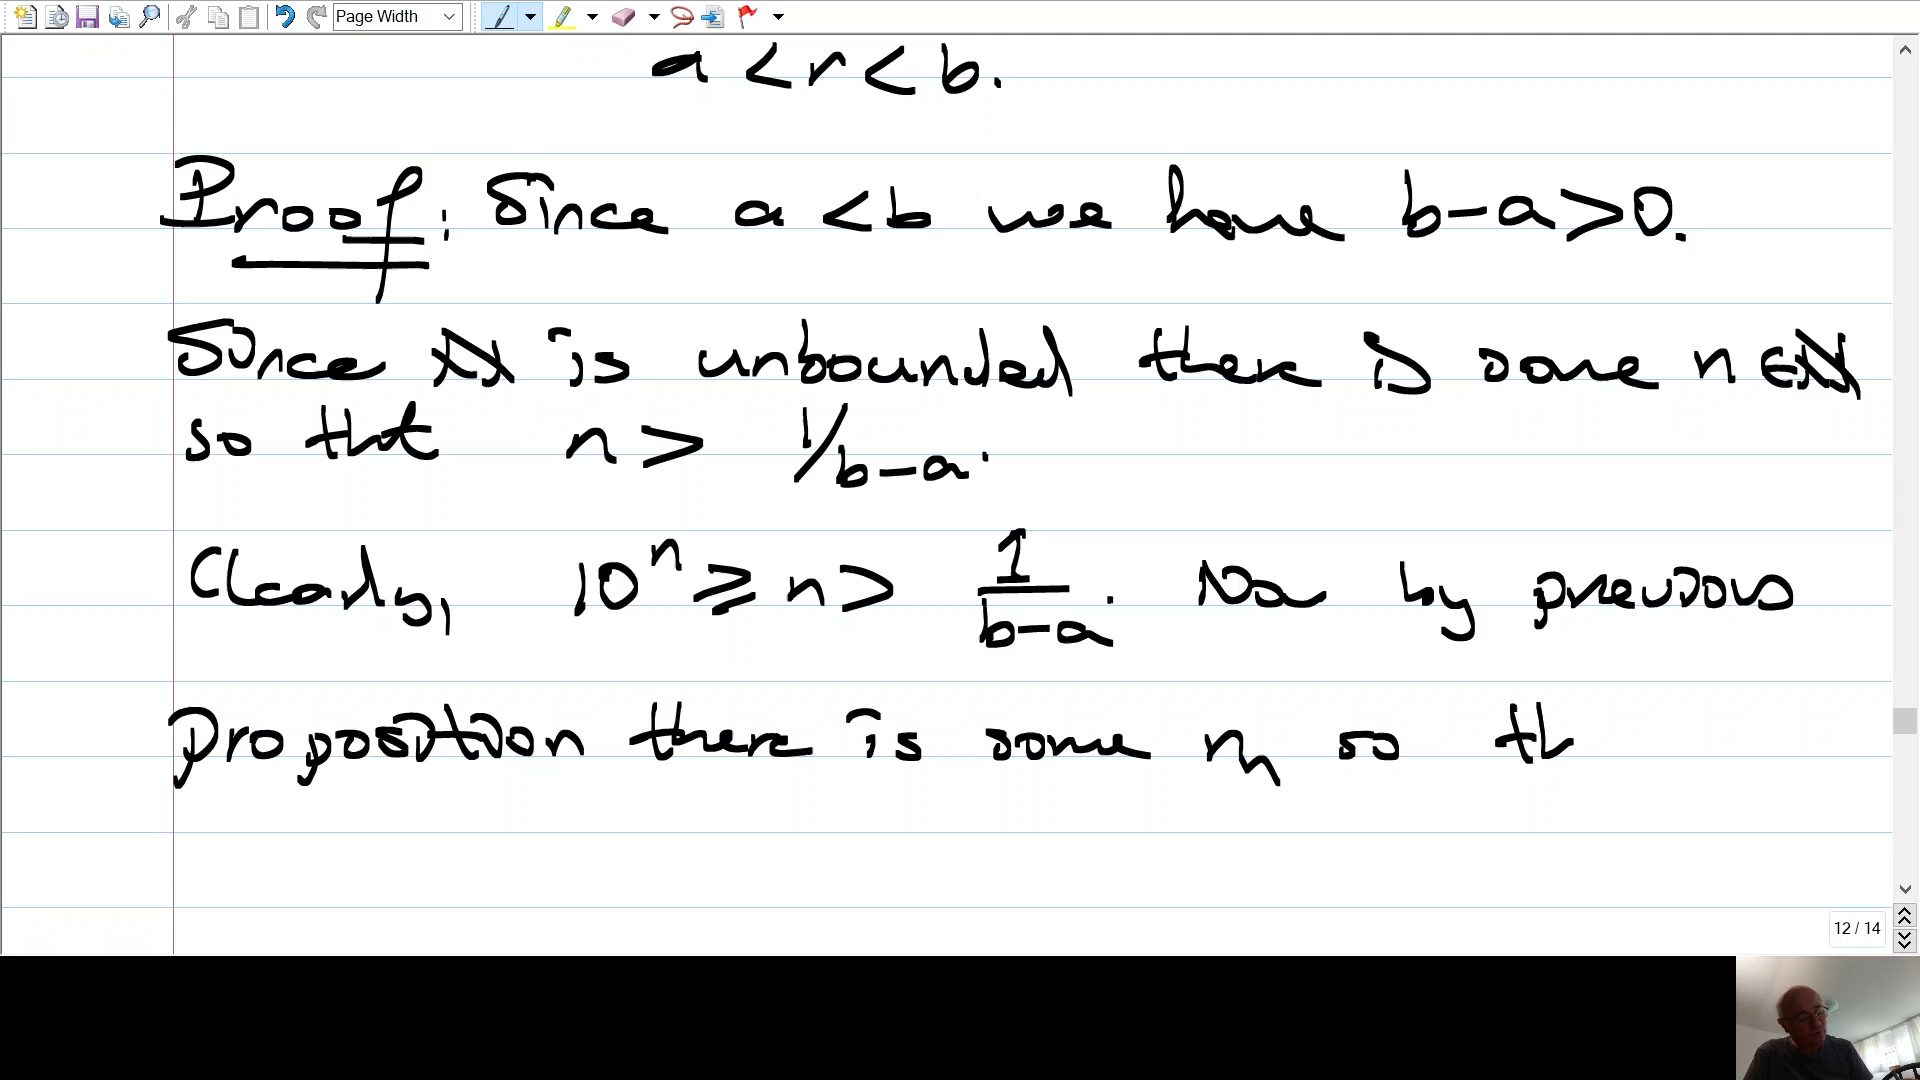 Page Width
a < r < b.
Proof: Since a < b we have b-a>0.
Since ℕ is unbounded there is some n∈ℕ
so that n > 1/b-a.
Clearly, 10ⁿ ≥ n > 1/b-a. Now by previous
proposition there is some m so th
12 / 14